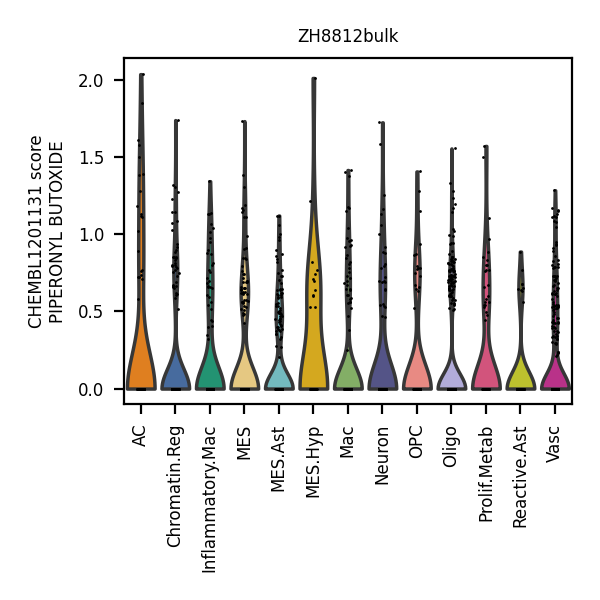 ZH8812bulk
CHEMBL1201131 score
PIPERONYL BUTOXIDE
2.0
1.5
1.0
0.5
0.0
AC
Chromatin.Reg
Inflammatory.Mac
MES
MES.Ast
MES.Hyp
Mac
Neuron
OPC
Oligo
Prolif.Metab
Reactive.Ast
Vasc